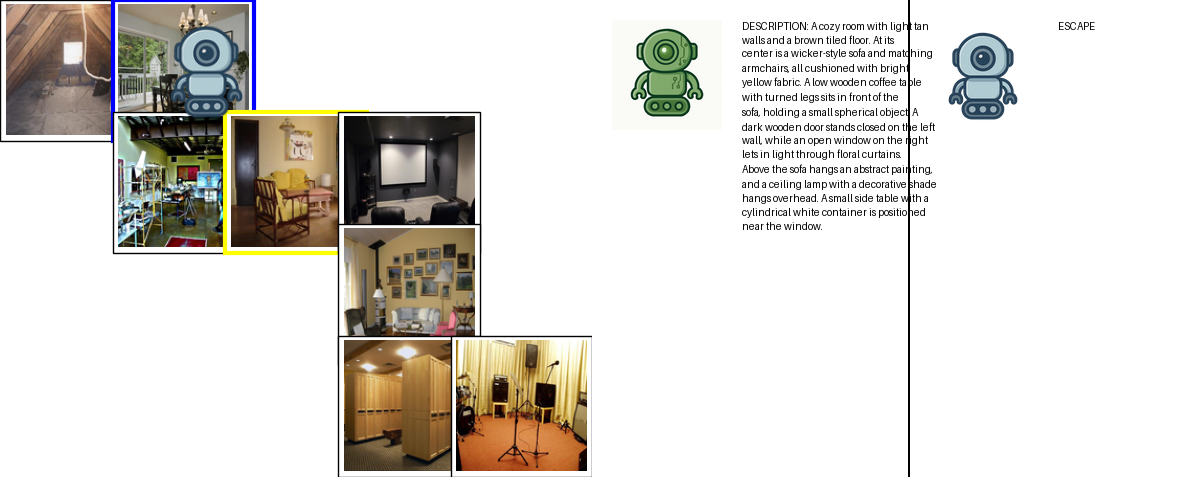 DESCRIPTION: A cozy room with light tan
walls and a brown tiled floor. At its
center is a wicker-style sofa and matching
armchairs, all cushioned with bright
yellow fabric. A low wooden coffee table
with turned legs sits in front of the
sofa, holding a small spherical object. A
dark wooden door stands closed on the left
wall, while an open window on the right
lets in light through floral curtains.
Above the sofa hangs an abstract painting,
and a ceiling lamp with a decorative shade
hangs overhead. A small side table with a
cylindrical white container is positioned
near the window.
ESCAPE